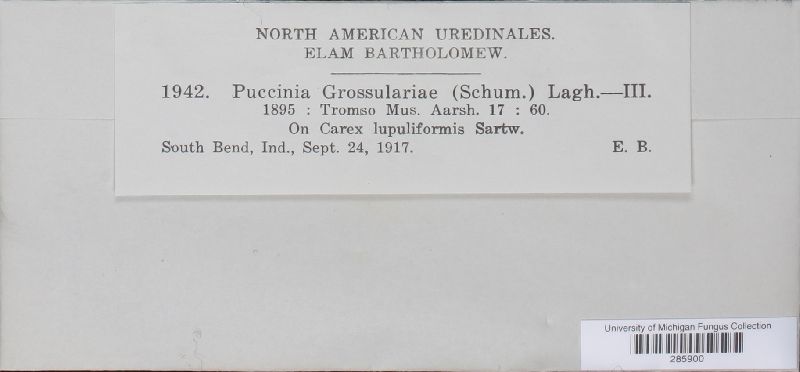 NORTH AMERICAN UREDINALES.
ELAM BARTHOLOMEW.
1942. Puccinia Grossulariae (Schum.) Lagh.—III.
1895 : Tromso Mus. Aarsh. 17 : 60.
On Carex lupuliformis Sartw.
South Bend, Ind., Sept. 24, 1917. E. B.
University of Michigan Fungus Collection
285900